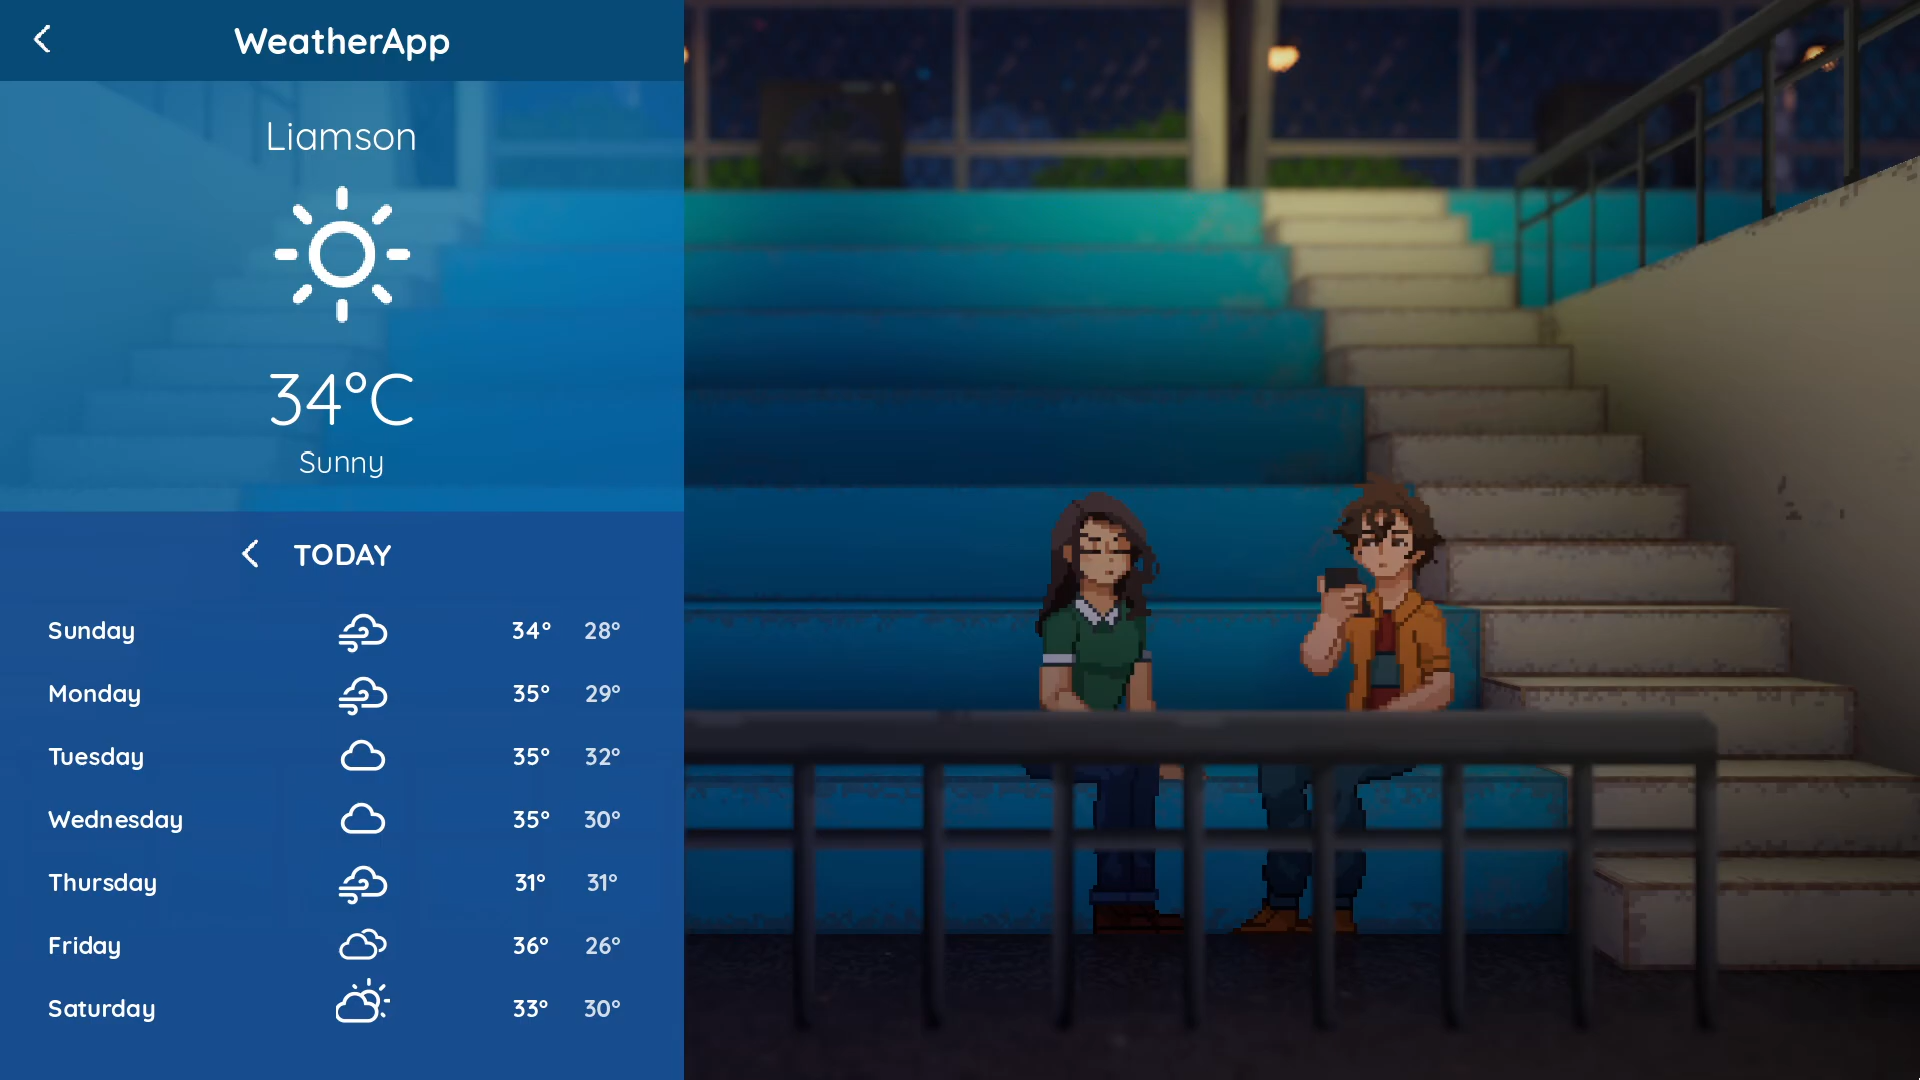 WeatherApp
Liamson
34°C
Sunny
TODAY
Sunday 34° 28°
Monday 35° 29°
Tuesday 35° 32°
Wednesday 35° 30°
Thursday 31° 31°
Friday 36° 26°
Saturday 33° 30°